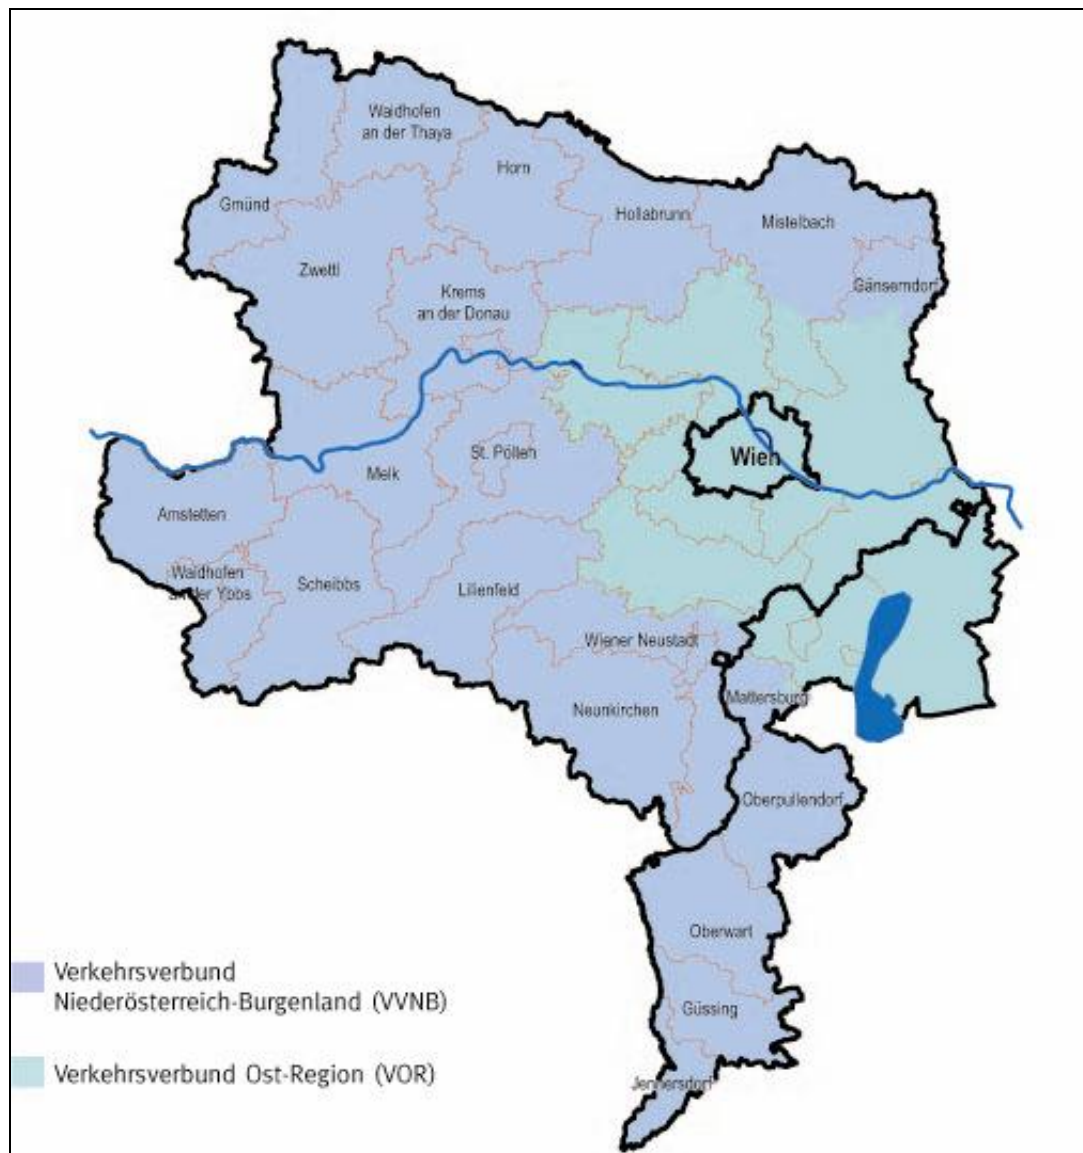 Waidhofen
an der Thaya
Horn
Gmünd
Hollabrunn
Mistelbach
Zwettl
Gänserndorf
Krems
an der Donau
St. Pölten
Wien
Melk
Amstetten
Waidhofen
an der Ybbs
Scheibbs
Lilienfeld
Wiener Neustadt
Mattersburg
Neunkirchen
Oberpullendorf
Oberwart
Güssing
Jennersdorf
Verkehrsverbund
Niederösterreich-Burgenland (VVNB)
Verkehrsverbund Ost-Region (VOR)